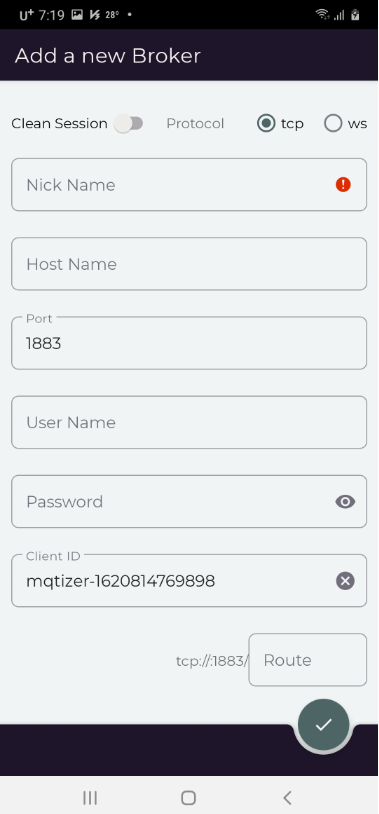 U+ 7:19 28°
Add a new Broker
Clean Session Protocol tcp ws
Nick Name
Host Name
Port
1883
User Name
Password
Client ID
mqtizer-1620814769898
tcp://:1883/ Route